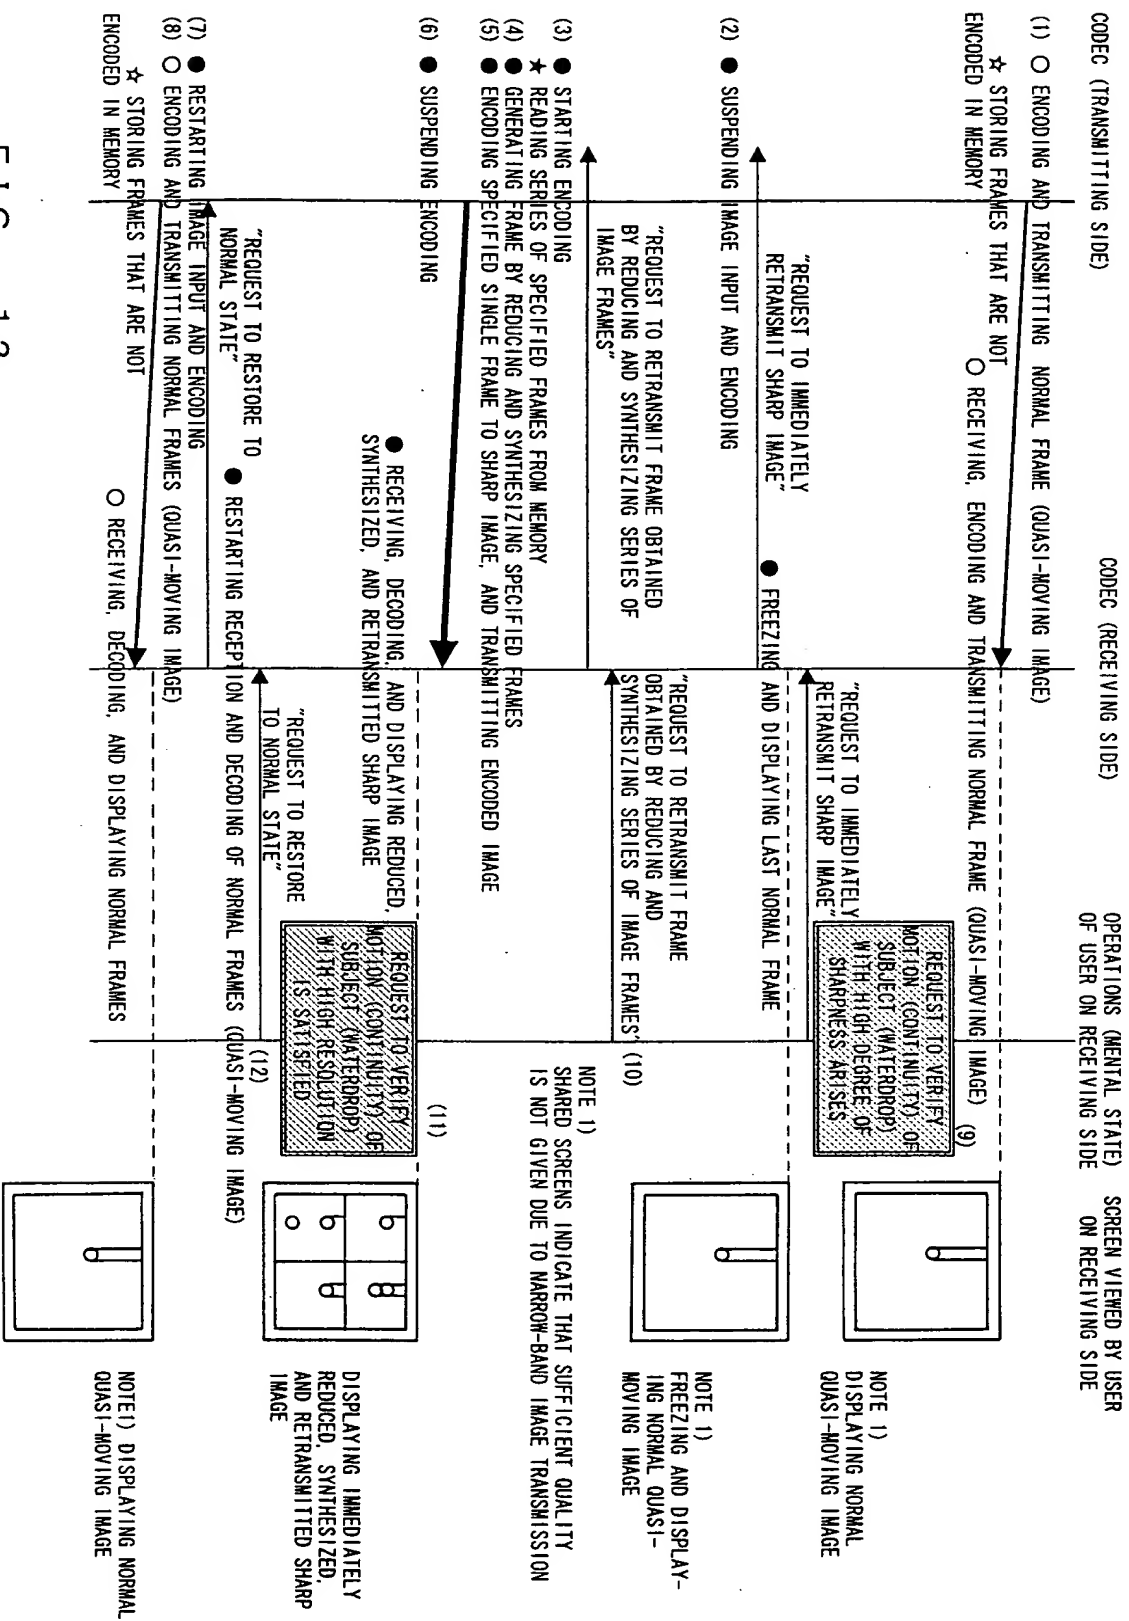 CODEC (TRANSMITTING SIDE)
CODEC (RECEIVING SIDE)
OPERATIONS (MENTAL STATE)
OF USER ON RECEIVING SIDE
SCREEN VIEWED BY USER
ON RECEIVING SIDE
(1) ○ ENCODING AND TRANSMITTING NORMAL FRAME (QUASI-MOVING IMAGE)
☆ STORING FRAMES THAT ARE NOT
ENCODED IN MEMORY
○ RECEIVING, ENCODING AND TRANSMITTING NORMAL FRAME (QUASI-MOVING IMAGE)
(9)
REQUEST TO VERIFY
MOTION (CONTINUITY) OF
SUBJECT (WATERDROP)
WITH HIGH DEGREE OF
SHARPNESS ARISES
NOTE 1)
DISPLAYING NORMAL
QUASI-MOVING IMAGE
"REQUEST TO IMMEDIATELY
RETRANSMIT SHARP IMAGE"
"REQUEST TO IMMEDIATELY
RETRANSMIT SHARP IMAGE"
● FREEZING AND DISPLAYING LAST NORMAL FRAME
(2) ● SUSPENDING IMAGE INPUT AND ENCODING
NOTE 1)
FREEZING AND DISPLAY-
ING NORMAL QUASI-
MOVING IMAGE
"REQUEST TO RETRANSMIT FRAME
OBTAINED BY REDUCING AND
SYNTHESIZING SERIES OF IMAGE FRAMES"
(10)
"REQUEST TO RETRANSMIT FRAME OBTAINED
BY REDUCING AND SYNTHESIZING SERIES OF
IMAGE FRAMES"
NOTE 1)
SHARED SCREENS INDICATE THAT SUFFICIENT QUALITY
IS NOT GIVEN DUE TO NARROW-BAND IMAGE TRANSMISSION
(3) ● STARTING ENCODING
★ READING SERIES OF SPECIFIED FRAMES FROM MEMORY
(4) ● GENERATING FRAME BY REDUCING AND SYNTHESIZING SPECIFIED FRAMES
(5) ● ENCODING SPECIFIED SINGLE FRAME TO SHARP IMAGE, AND TRANSMITTING ENCODED IMAGE
(6) ● SUSPENDING ENCODING
● RECEIVING, DECODING, AND DISPLAYING REDUCED,
SYNTHESIZED, AND RETRANSMITTED SHARP IMAGE
(11)
REQUEST TO VERIFY
MOTION (CONTINUITY) OF
SUBJECT (WATERDROP)
WITH HIGH RESOLUTION
IS SATISFIED
DISPLAYING IMMEDIATELY
REDUCED, SYNTHESIZED,
AND RETRANSMITTED SHARP
IMAGE
"REQUEST TO RESTORE
TO NORMAL STATE"
(12)
"REQUEST TO RESTORE TO
NORMAL STATE"
● RESTARTING RECEPTION AND DECODING OF NORMAL FRAMES (QUASI-MOVING IMAGE)
(7) ● RESTARTING IMAGE INPUT AND ENCODING
(8) ○ ENCODING AND TRANSMITTING NORMAL FRAMES (QUASI-MOVING IMAGE)
☆ STORING FRAMES THAT ARE NOT
ENCODED IN MEMORY
○ RECEIVING, DECODING, AND DISPLAYING NORMAL FRAMES
NOTE1) DISPLAYING NORMAL
QUASI-MOVING IMAGE